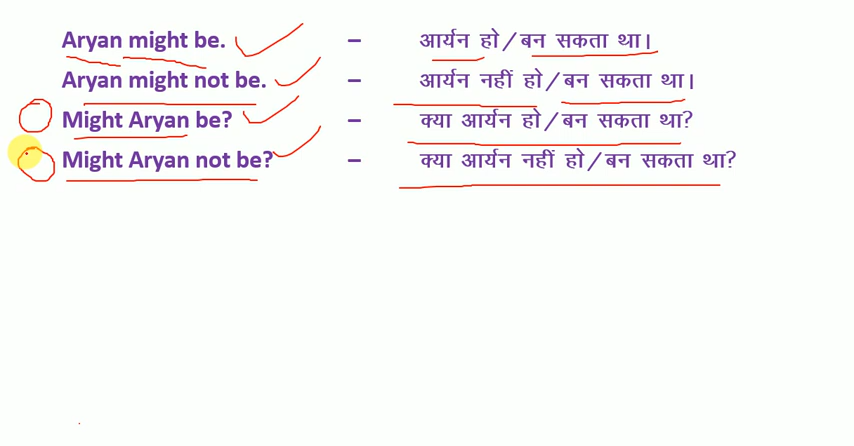 Aryan might be. – आर्यन हो/बन सकता था।
Aryan might not be. – आर्यन नहीं हो/बन सकता था।
Might Aryan be? – क्या आर्यन हो/बन सकता था?
Might Aryan not be? – क्या आर्यन नहीं हो/बन सकता था?